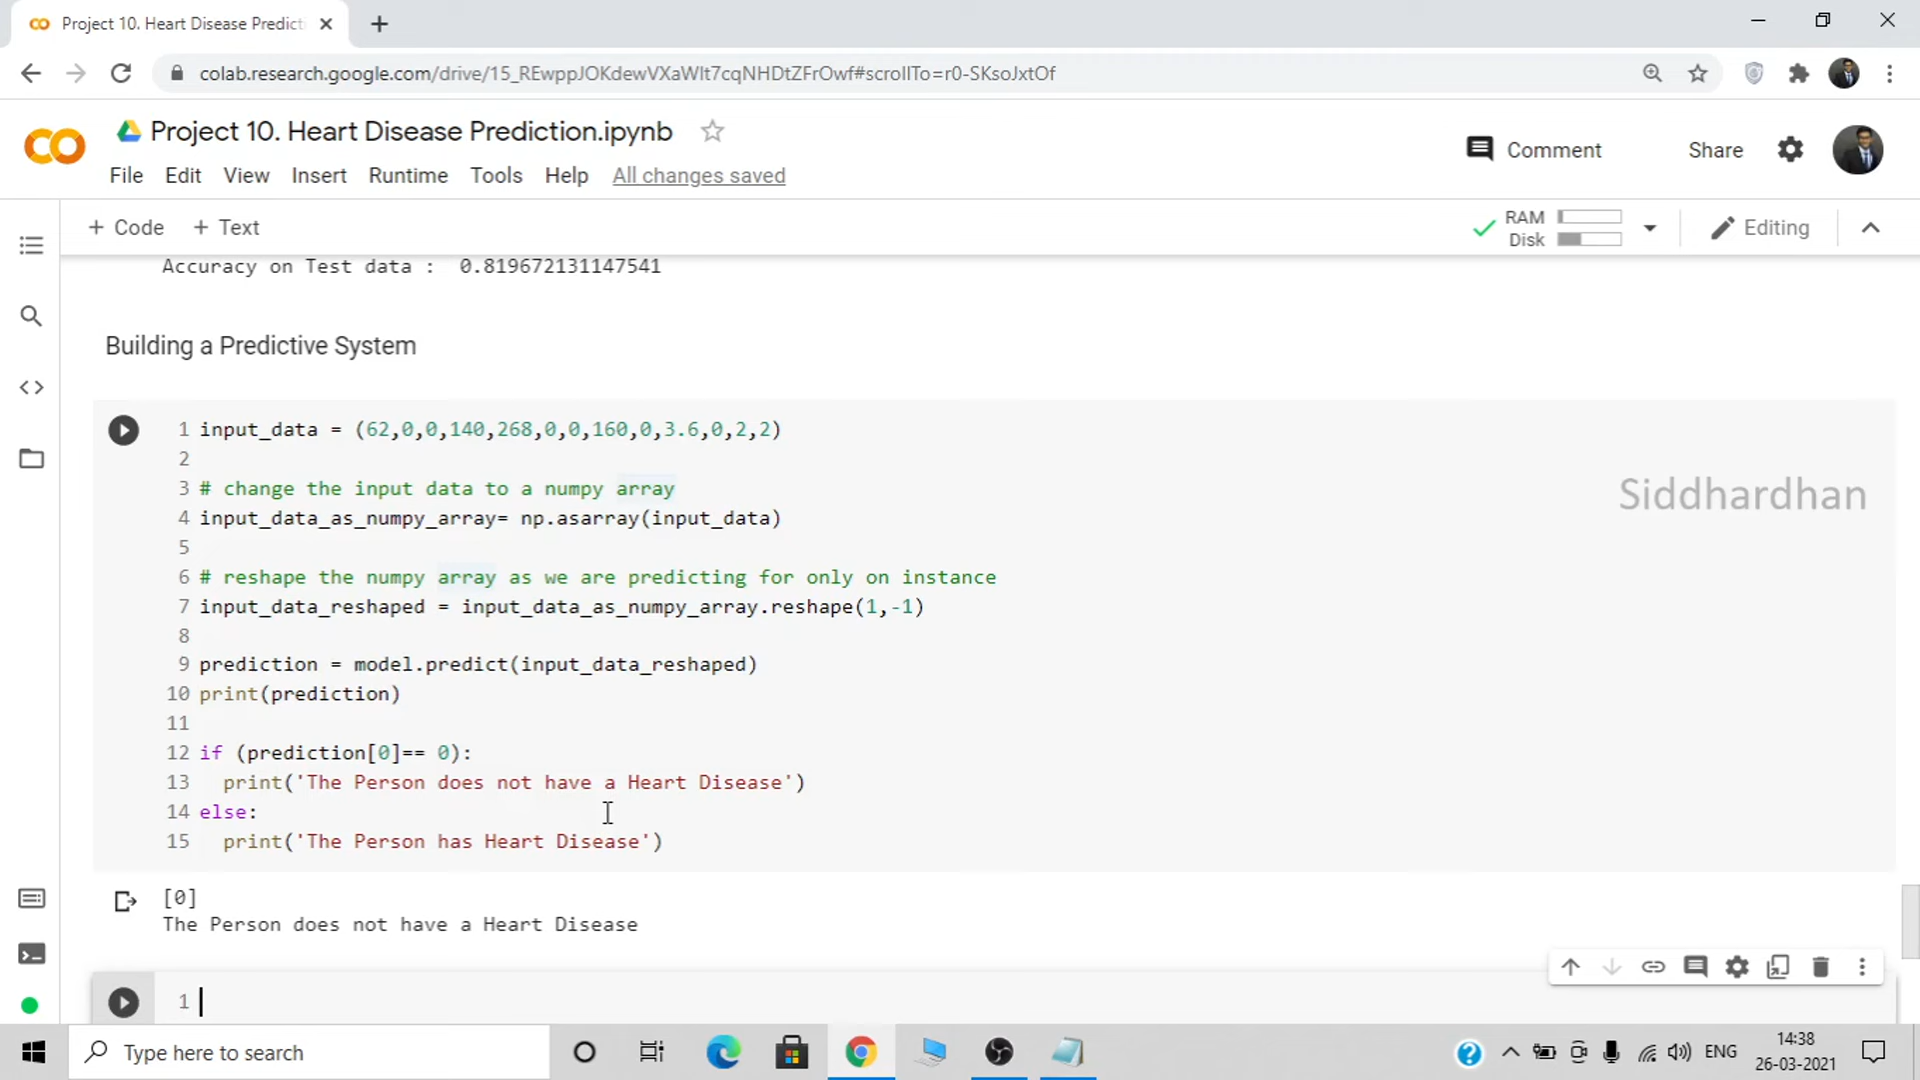 Project 10. Heart Disease Predicti
colab.research.google.com/drive/15_REwppJOKdewVXaWIt7cqNHDtZFrOwf#scrollTo=r0-SKsoJxtOf
CO Project 10. Heart Disease Prediction.ipynb
Comment Share
File Edit View Insert Runtime Tools Help All changes saved
+ Code + Text
RAM
Disk
Editing
Accuracy on Test data :  0.819672131147541
Building a Predictive System
1 input_data = (62,0,0,140,268,0,0,160,0,3.6,0,2,2)
2
3 # change the input data to a numpy array
4 input_data_as_numpy_array= np.asarray(input_data)
5
6 # reshape the numpy array as we are predicting for only on instance
7 input_data_reshaped = input_data_as_numpy_array.reshape(1,-1)
8
9 prediction = model.predict(input_data_reshaped)
10 print(prediction)
11
12 if (prediction[0]== 0):
13   print('The Person does not have a Heart Disease')
14 else:
15   print('The Person has Heart Disease')
Siddhardhan
[0]
The Person does not have a Heart Disease
1
Type here to search
ENG
14:38
26-03-2021